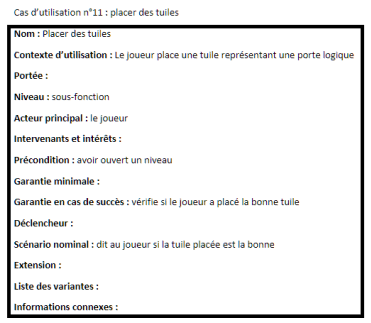 Cas d’utilisation n°11 : placer des tuiles
Nom : Placer des tuiles
Contexte d’utilisation : Le joueur place une tuile représentant une porte logique
Portée :
Niveau : sous-fonction
Acteur principal : le joueur
Intervenants et intérêts :
Précondition : avoir ouvert un niveau
Garantie minimale :
Garantie en cas de succès : vérifie si le joueur a placé la bonne tuile
Déclencheur :
Scénario nominal : dit au joueur si la tuile placée est la bonne
Extension :
Liste des variantes :
Informations connexes :